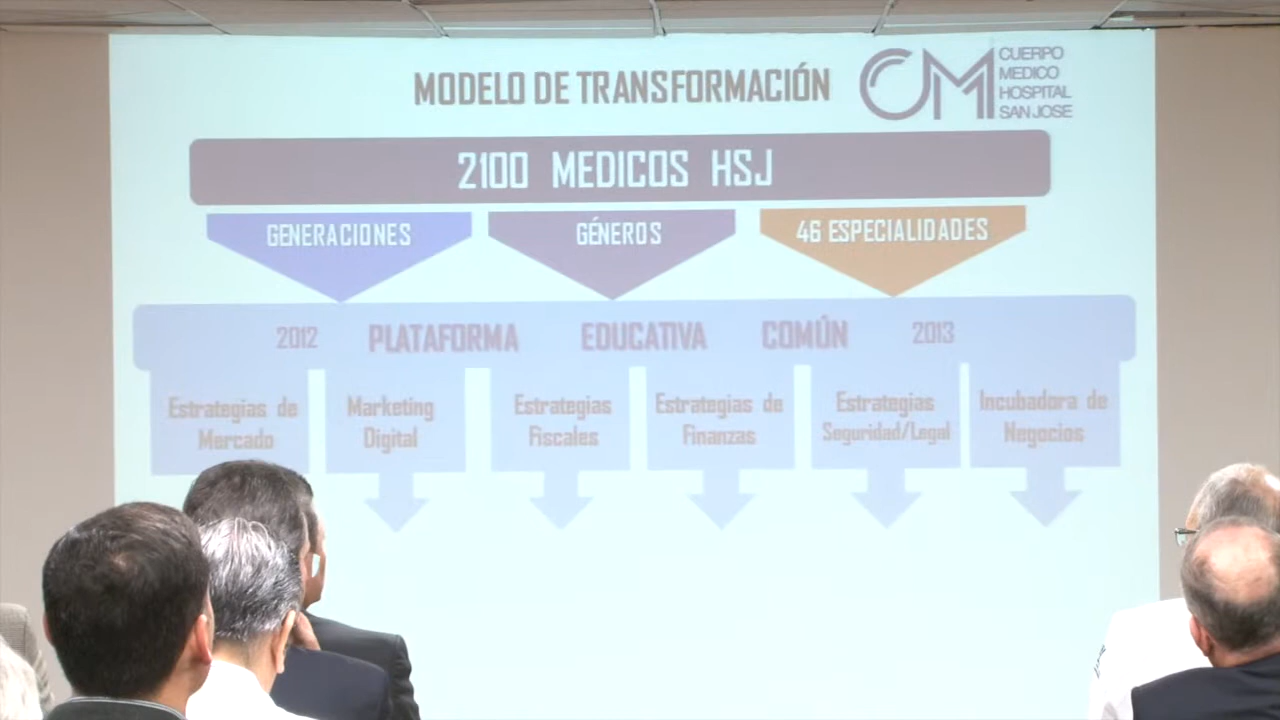 MODELO DE TRANSFORMACIÓN
CUERPO
MEDICO
HOSPITAL
SAN JOSE
CM
2100 MEDICOS HSJ
GENERACIONES
GÉNEROS
46 ESPECIALIDADES
2012 PLATAFORMA EDUCATIVA COMÚN 2013
Estrategias de
Mercado
Marketing
Digital
Estrategias
Fiscales
Estrategias de
Finanzas
Estrategias
Seguridad/Legal
Incubadora de
Negocios